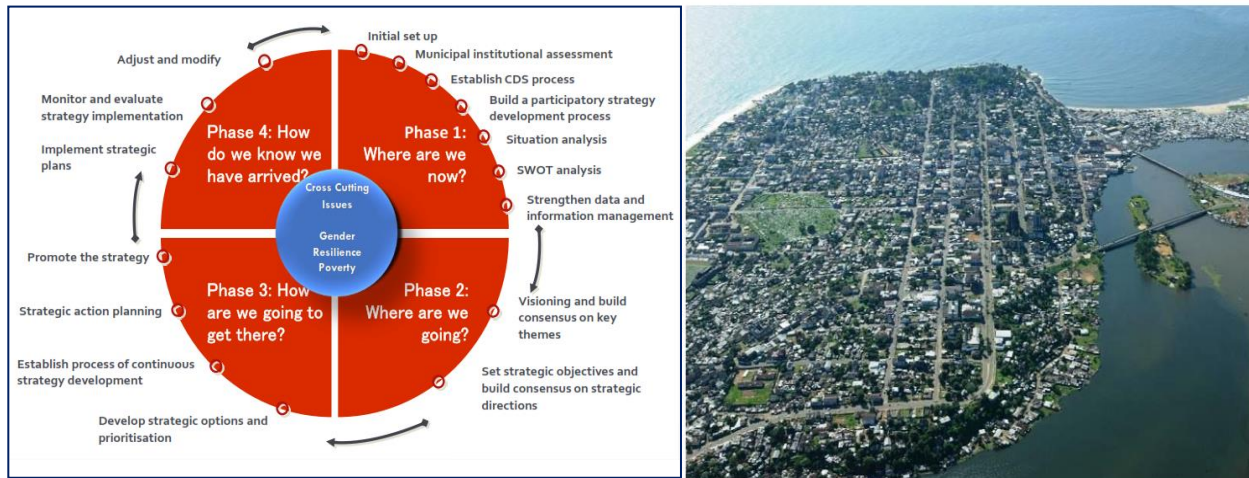 Initial set up
Municipal institutional assessment
Establish CDS process
Build a participatory strategy
development process
Situation analysis
SWOT analysis
Strengthen data and
information management
Visioning and build
consensus on key
themes
Set strategic objectives and
build consensus on strategic
directions
Develop strategic options and
prioritisation
Establish process of continuous
strategy development
Strategic action planning
Promote the strategy
Implement strategic
plans
Monitor and evaluate
strategy implementation
Adjust and modify
Phase 1:
Where are we
now?
Phase 2:
Where are we
going?
Phase 3: How
are we going to
get there?
Phase 4: How
do we know we
have arrived?
Cross Cutting
Issues
Gender
Resilience
Poverty